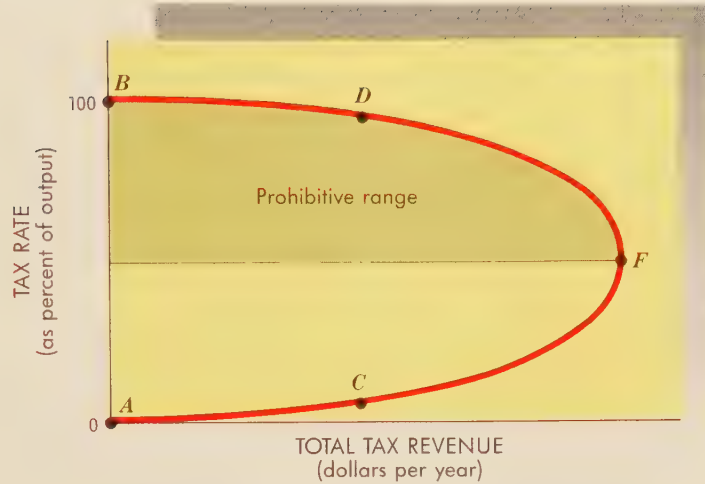 B
D
100
Prohibitive range
TAX RATE
(as percent of output)
F
C
A
0
TOTAL TAX REVENUE
(dollars per year)